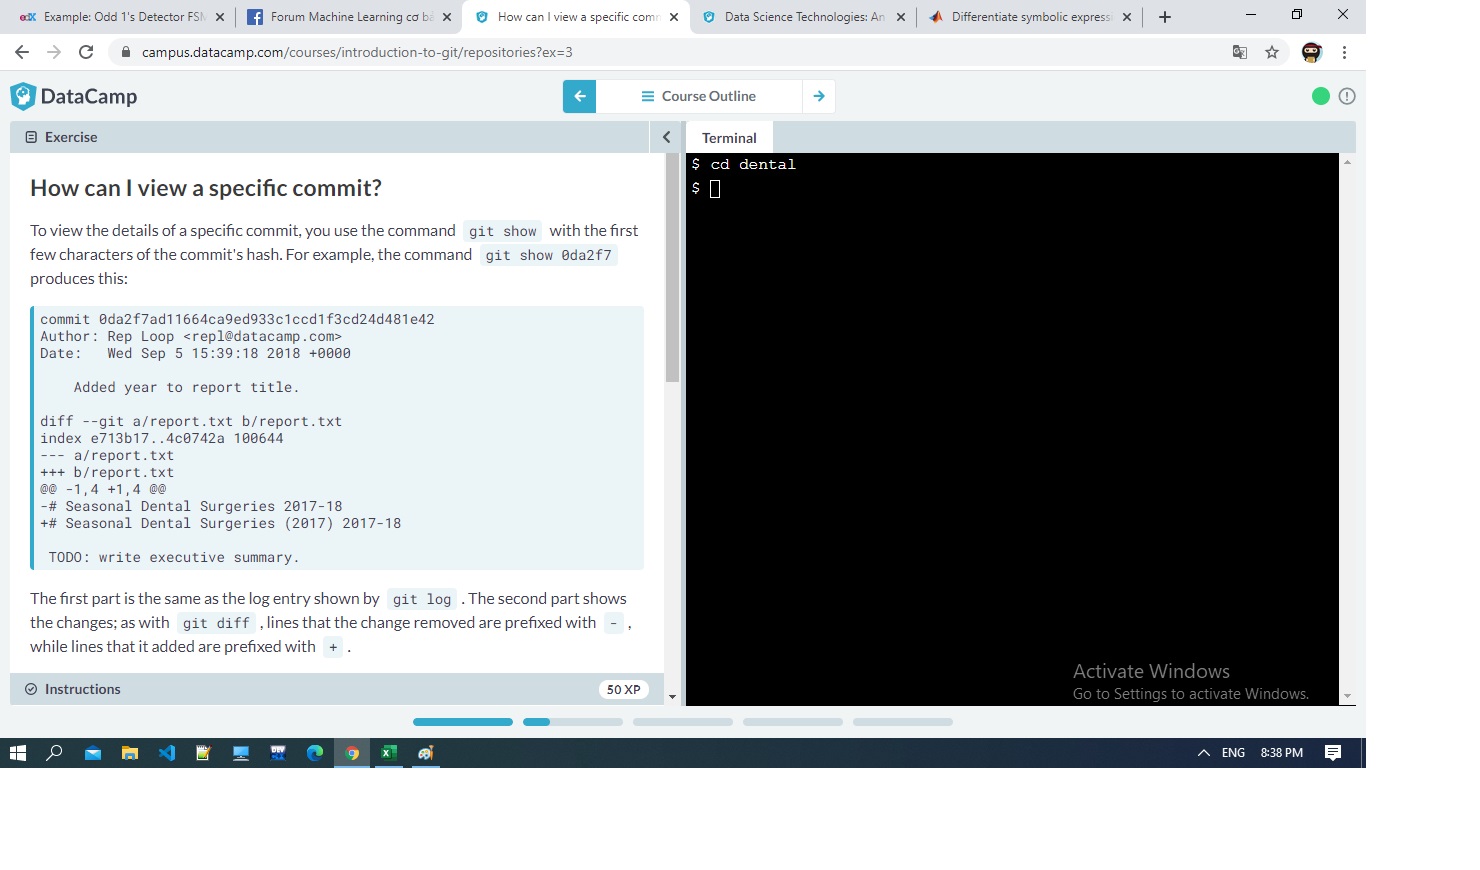 Example: Odd 1's Detector FSM
Forum Machine Learning cơ bả
How can I view a specific comm
Data Science Technologies: An
Differentiate symbolic expressi
campus.datacamp.com/courses/introduction-to-git/repositories?ex=3
DataCamp
Course Outline
Exercise
Terminal
How can I view a specific commit?
To view the details of a specific commit, you use the command git show with the first
few characters of the commit's hash. For example, the command git show 0da2f7
produces this:
commit 0da2f7ad11664ca9ed933c1ccd1f3cd24d481e42
Author: Rep Loop <repl@datacamp.com>
Date:   Wed Sep 5 15:39:18 2018 +0000
Added year to report title.
diff --git a/report.txt b/report.txt
index e713b17..4c0742a 100644
--- a/report.txt
+++ b/report.txt
@@ -1,4 +1,4 @@
-# Seasonal Dental Surgeries 2017-18
+# Seasonal Dental Surgeries (2017) 2017-18
TODO: write executive summary.
The first part is the same as the log entry shown by git log . The second part shows
the changes; as with git diff , lines that the change removed are prefixed with - ,
while lines that it added are prefixed with + .
Instructions
50 XP
$ cd dental
$
Activate Windows
Go to Settings to activate Windows.
ENG
8:38 PM